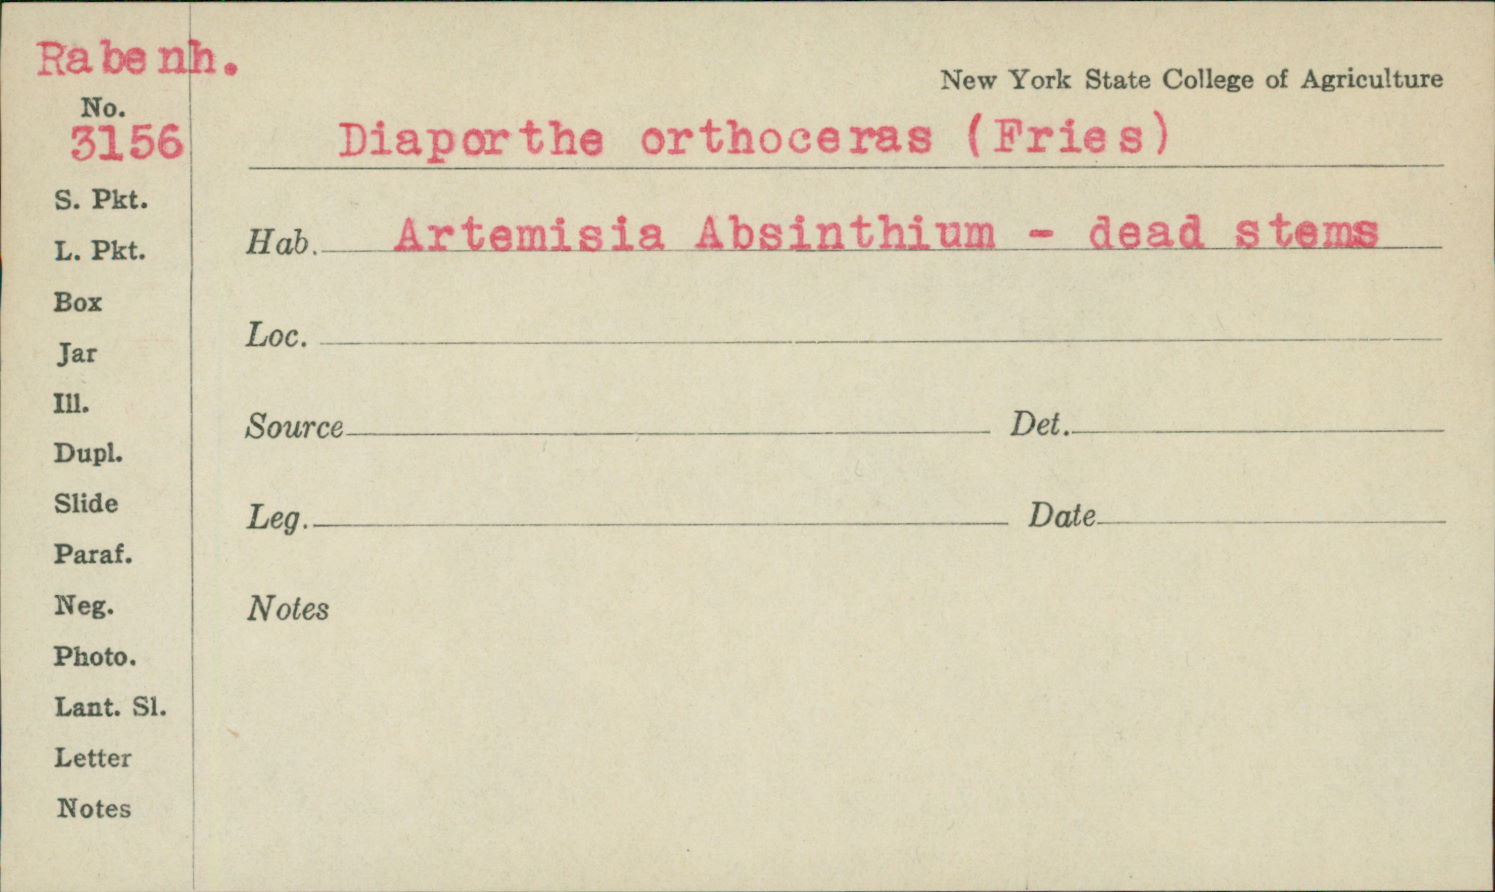 Rabenh.
New York State College of Agriculture
No.
3156
Diaporthe orthoceras (Fries)
S. Pkt.
Hab. Artemisia Absinthium - dead stems
L. Pkt.
Box
Loc.
Jar
Ill.
Source Det.
Dupl.
Slide
Leg. Date
Paraf.
Neg.
Notes
Photo.
Lant. Sl.
Letter
Notes